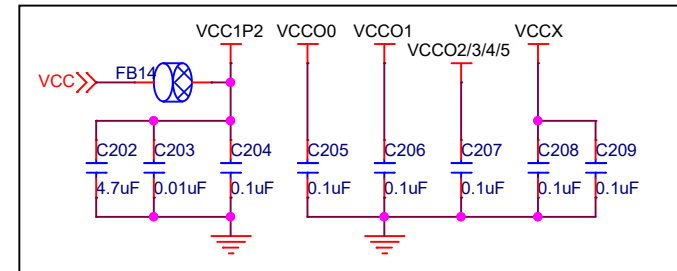 VCC1P2 VCCO0 VCCO1 VCCO2/3/4/5 VCCX
VCC FB14
C202 C203 C204 C205 C206 C207 C208 C209
4.7uF 0.01uF 0.1uF 0.1uF 0.1uF 0.1uF 0.1uF 0.1uF